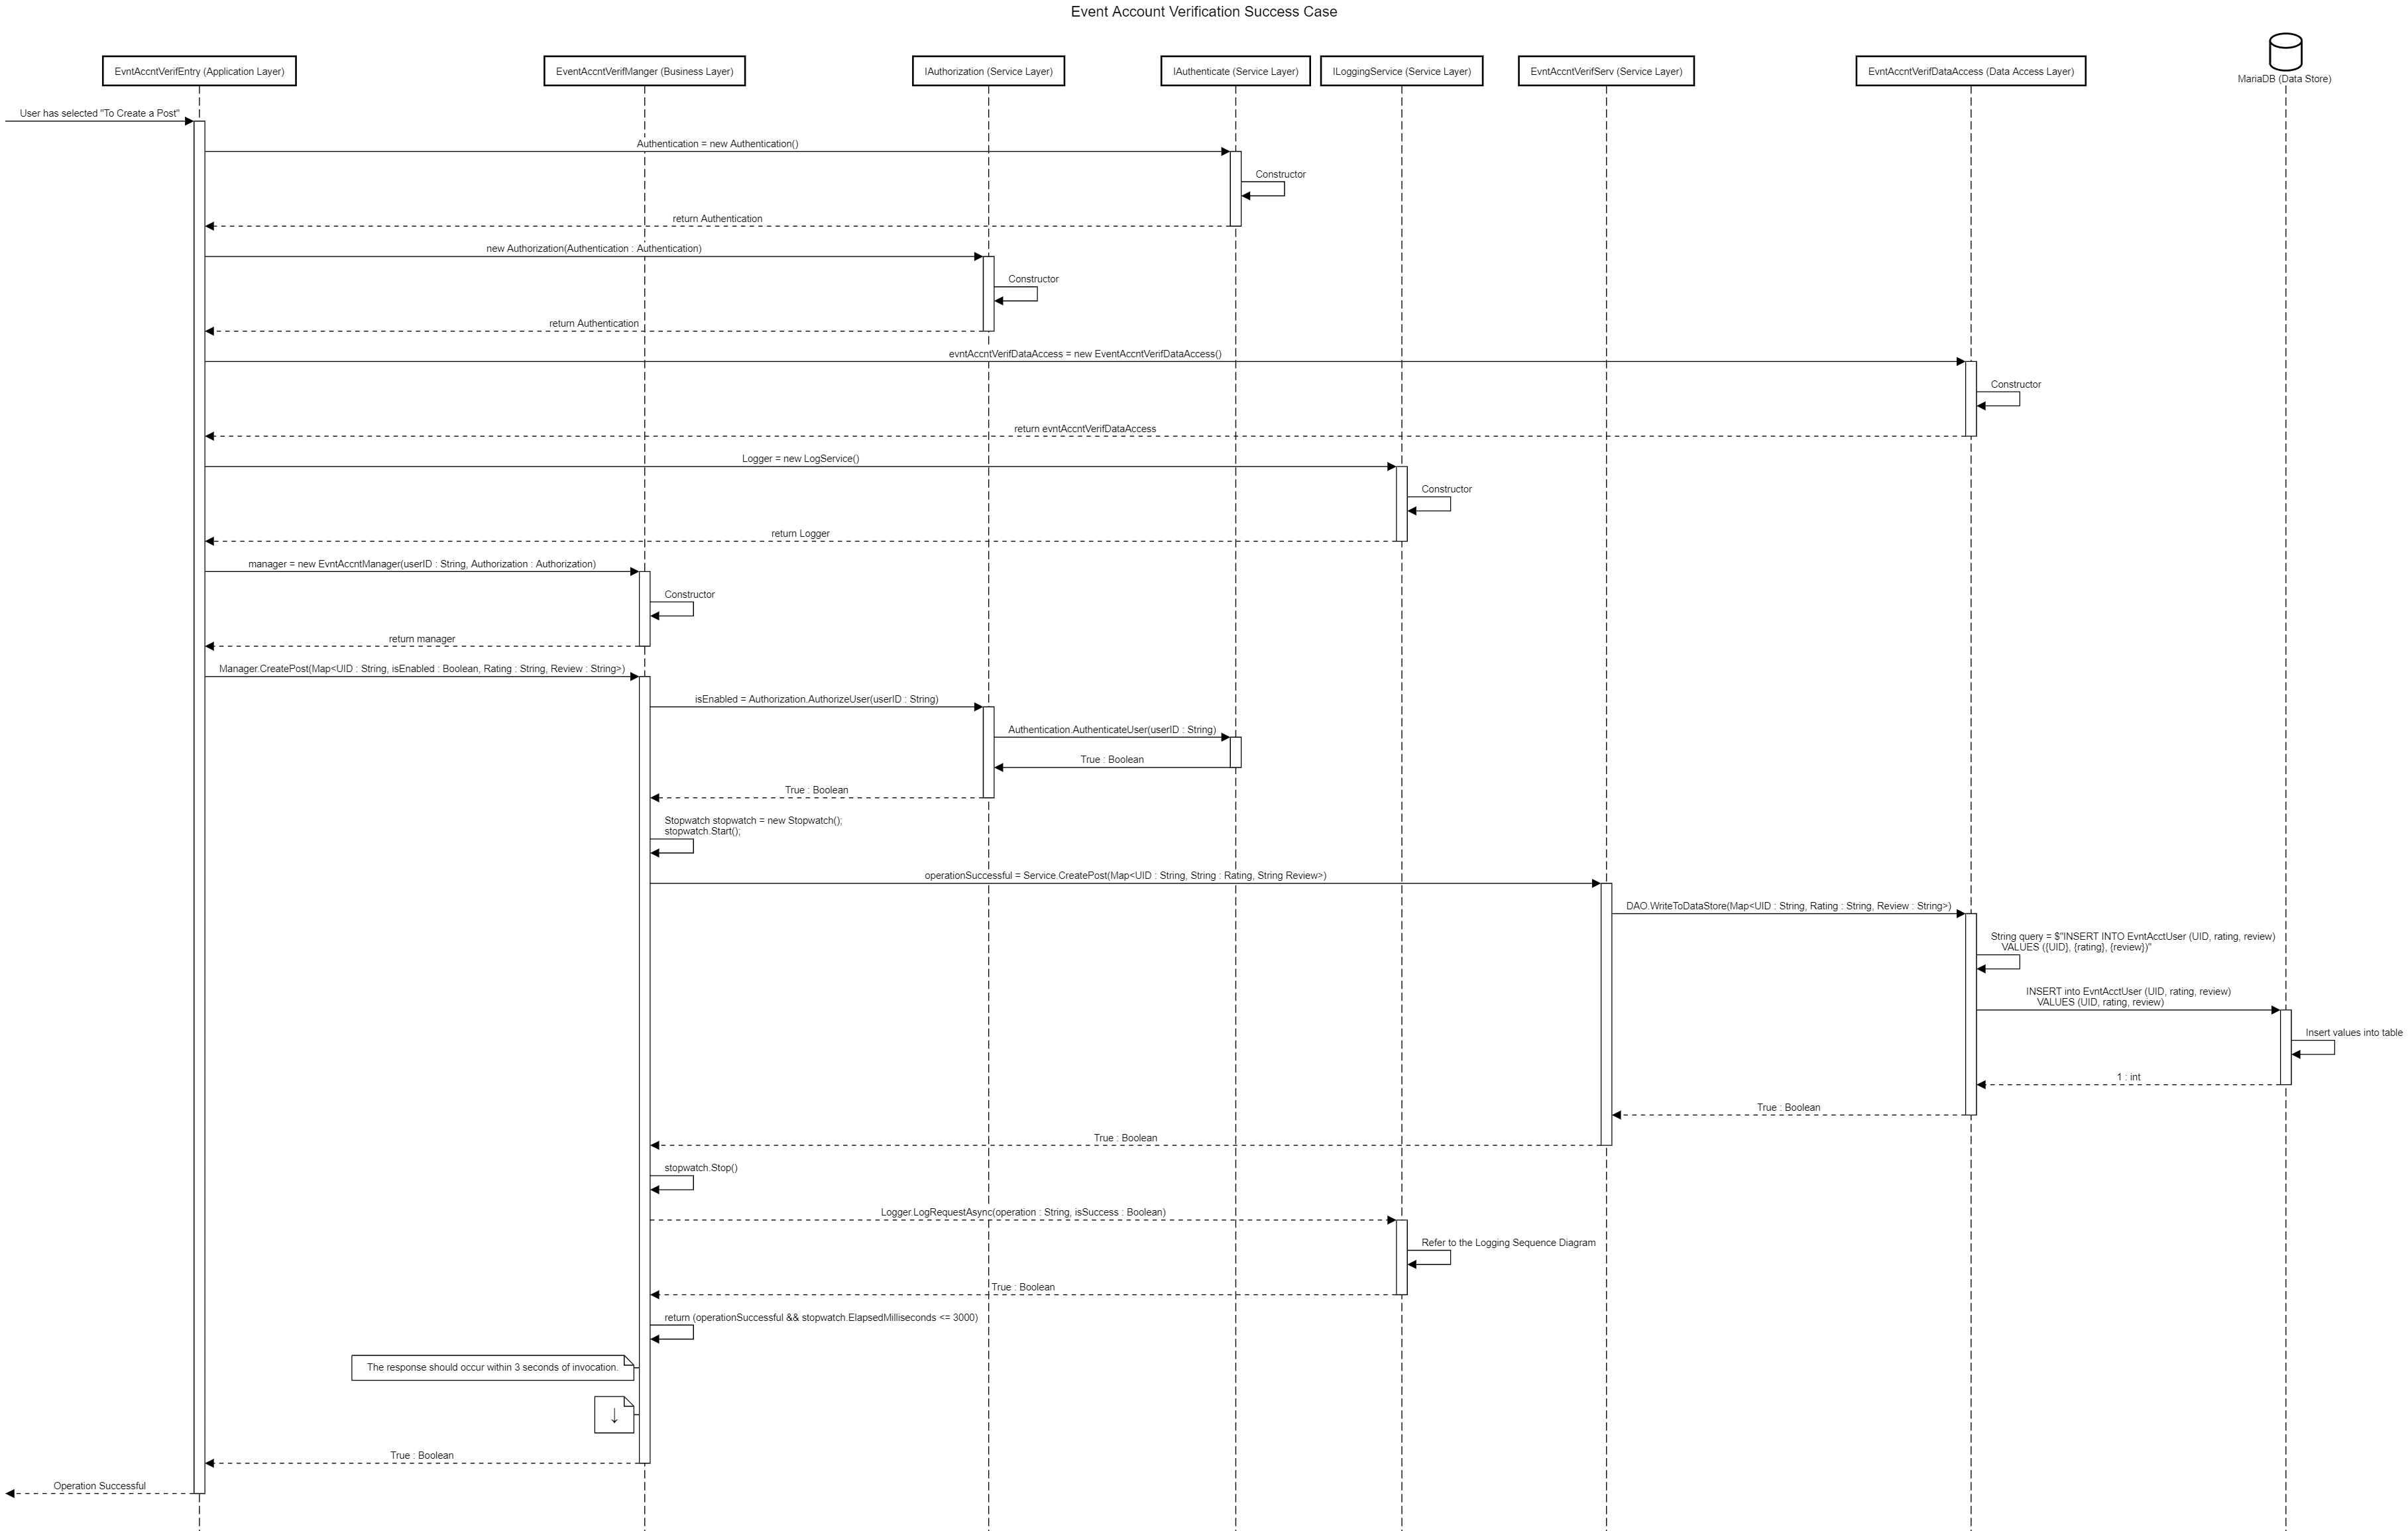 Event Account Verification Success Case
EvntAccntVerifEntry (Application Layer)
EventAccntVerifManger (Business Layer)
IAuthorization (Service Layer)
IAuthenticate (Service Layer)
ILoggingService (Service Layer)
EvntAccntVerifServ (Service Layer)
EvntAccntVerifDataAccess (Data Access Layer)
MariaDB (Data Store)
User has selected "To Create a Post"
Authentication = new Authentication()
Constructor
return Authentication
new Authorization(Authentication : Authentication)
Constructor
return Authentication
evntAccntVerifDataAccess = new EventAccntVerifDataAccess()
Constructor
return evntAccntVerifDataAccess
Logger = new LogService()
Constructor
return Logger
manager = new EvntAccntManager(userID : String, Authorization : Authorization)
Constructor
return manager
Manager.CreatePost(Map<UID : String, isEnabled : Boolean, Rating : String, Review : String>)
isEnabled = Authorization.AuthorizeUser(userID : String)
Authentication.AuthenticateUser(userID : String)
True : Boolean
True : Boolean
Stopwatch stopwatch = new Stopwatch();
stopwatch.Start();
operationSuccessful = Service.CreatePost(Map<UID : String, String : Rating, String Review>)
DAO.WriteToDataStore(Map<UID : String, Rating : String, Review : String>)
String query = $"INSERT INTO EvntAcctUser (UID, rating, review)
VALUES ({UID}, {rating}, {review})"
INSERT into EvntAcctUser (UID, rating, review)
VALUES (UID, rating, review)
Insert values into table
1 : int
True : Boolean
True : Boolean
stopwatch.Stop()
Logger.LogRequestAsync(operation : String, isSuccess : Boolean)
Refer to the Logging Sequence Diagram
True : Boolean
return (operationSuccessful && stopwatch.ElapsedMilliseconds <= 3000)
The response should occur within 3 seconds of invocation.
↓
True : Boolean
Operation Successful